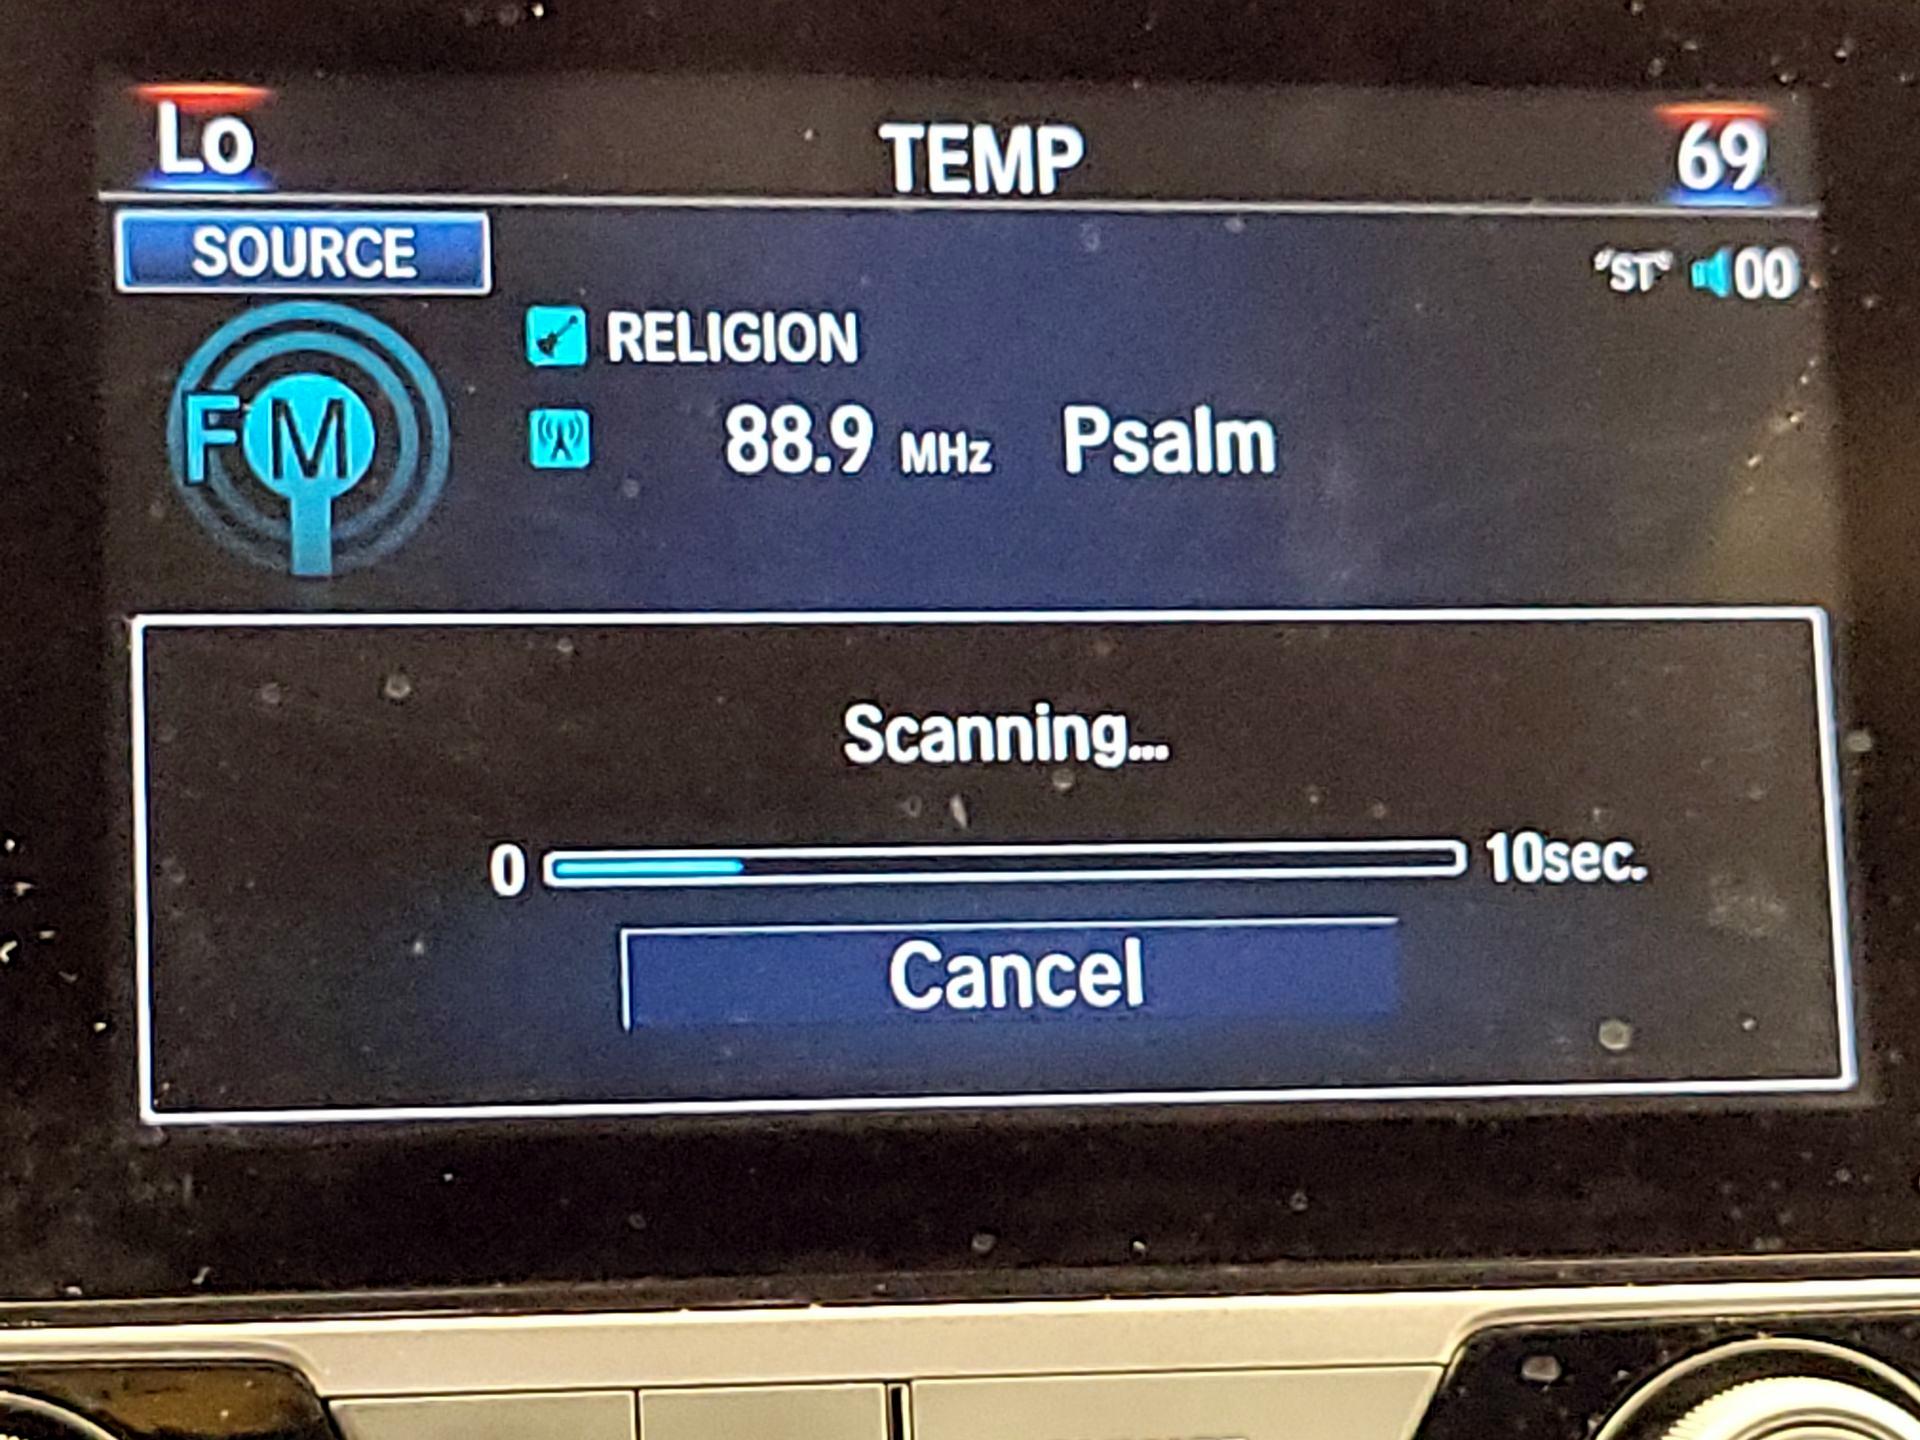 Lo TEMP 69
SOURCE "ST" 00
RELIGION
FM 88.9 MHz Psalm
Scanning...
0 10sec.
Cancel